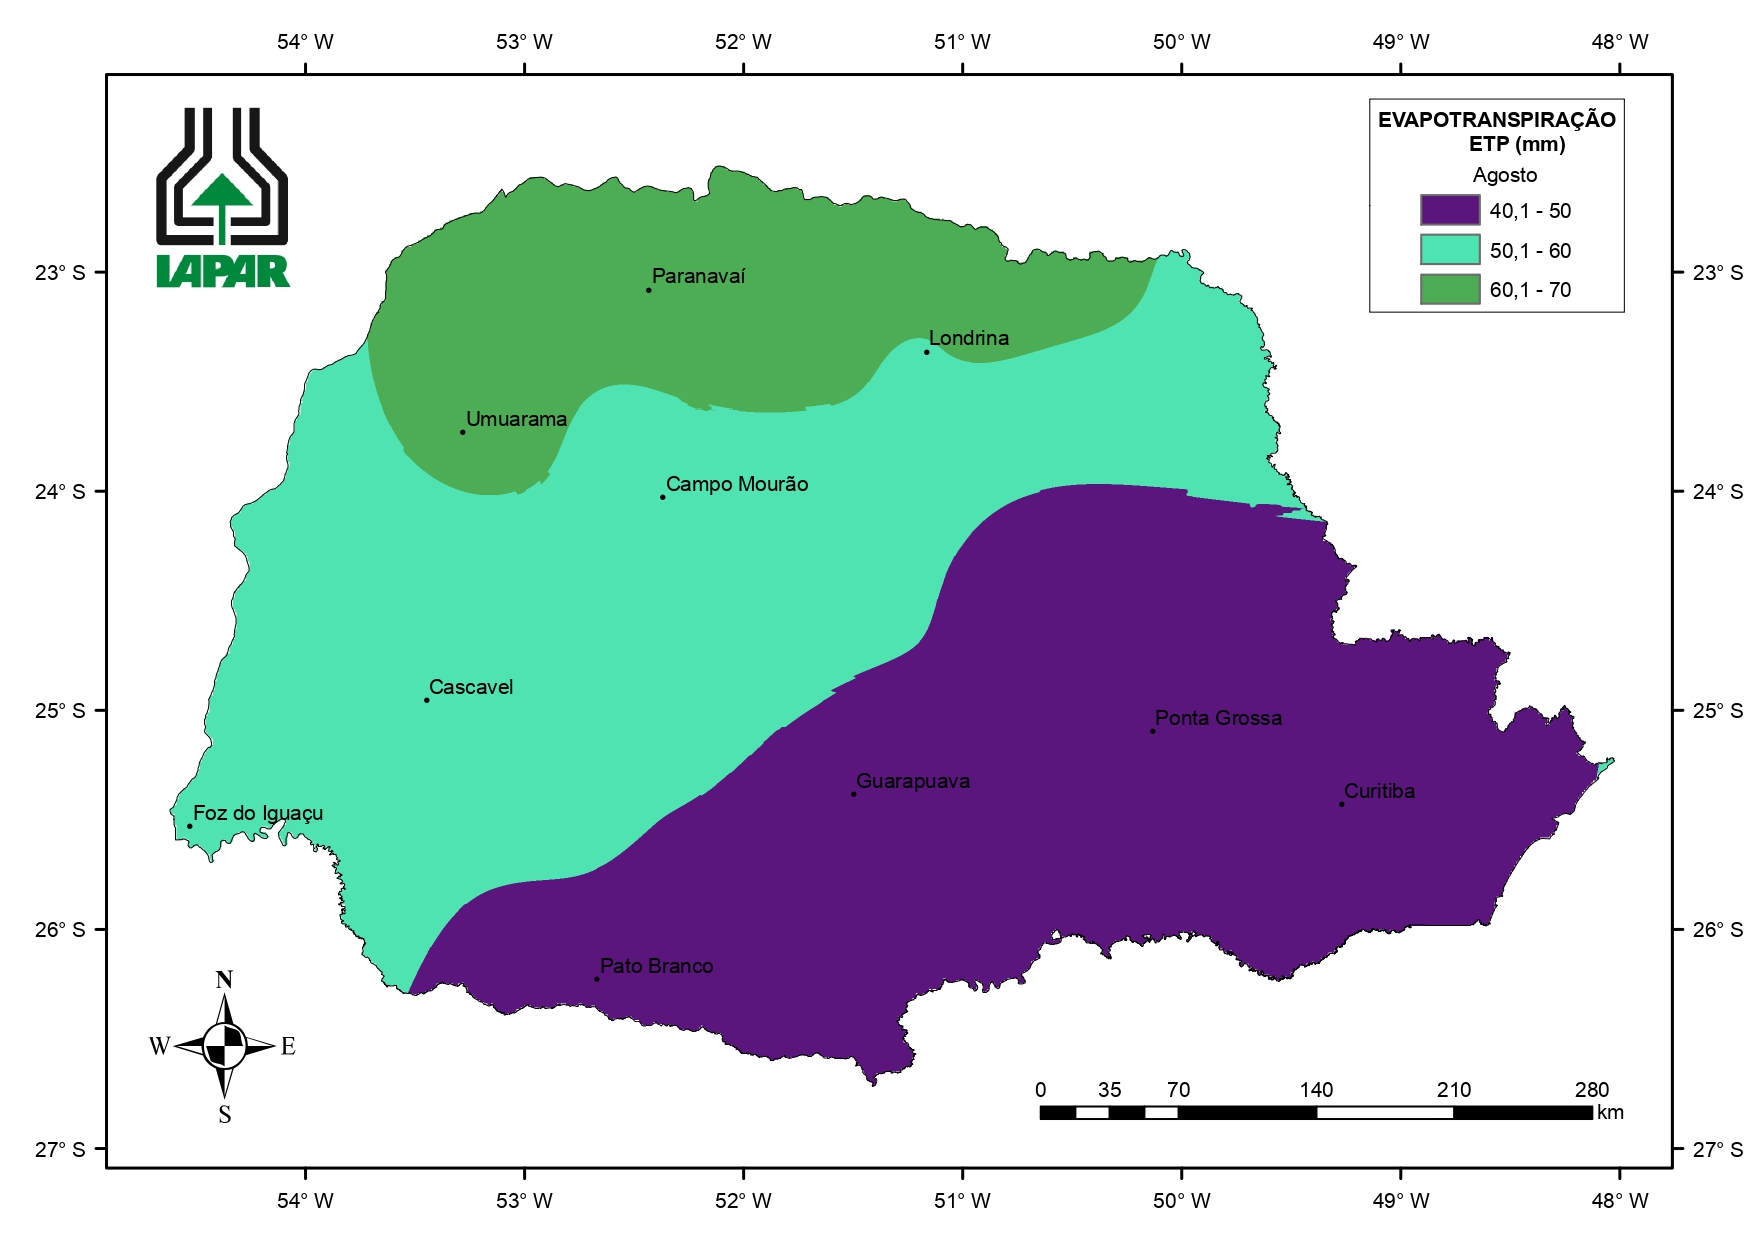 54° W 53° W 52° W 51° W 50° W 49° W 48° W
IAPAR
EVAPOTRANSPIRAÇÃO
ETP (mm)
Agosto
40,1 - 50
50,1 - 60
60,1 - 70
23° S 23° S
Paranavaí
Londrina
Umuarama
Campo Mourão
24° S 24° S
Cascavel
25° S 25° S
Ponta Grossa
Guarapuava
Curitiba
Foz do Iguaçu
26° S 26° S
Pato Branco
N
W E
S
0 35 70 140 210 280
km
27° S 27° S
54° W 53° W 52° W 51° W 50° W 49° W 48° W